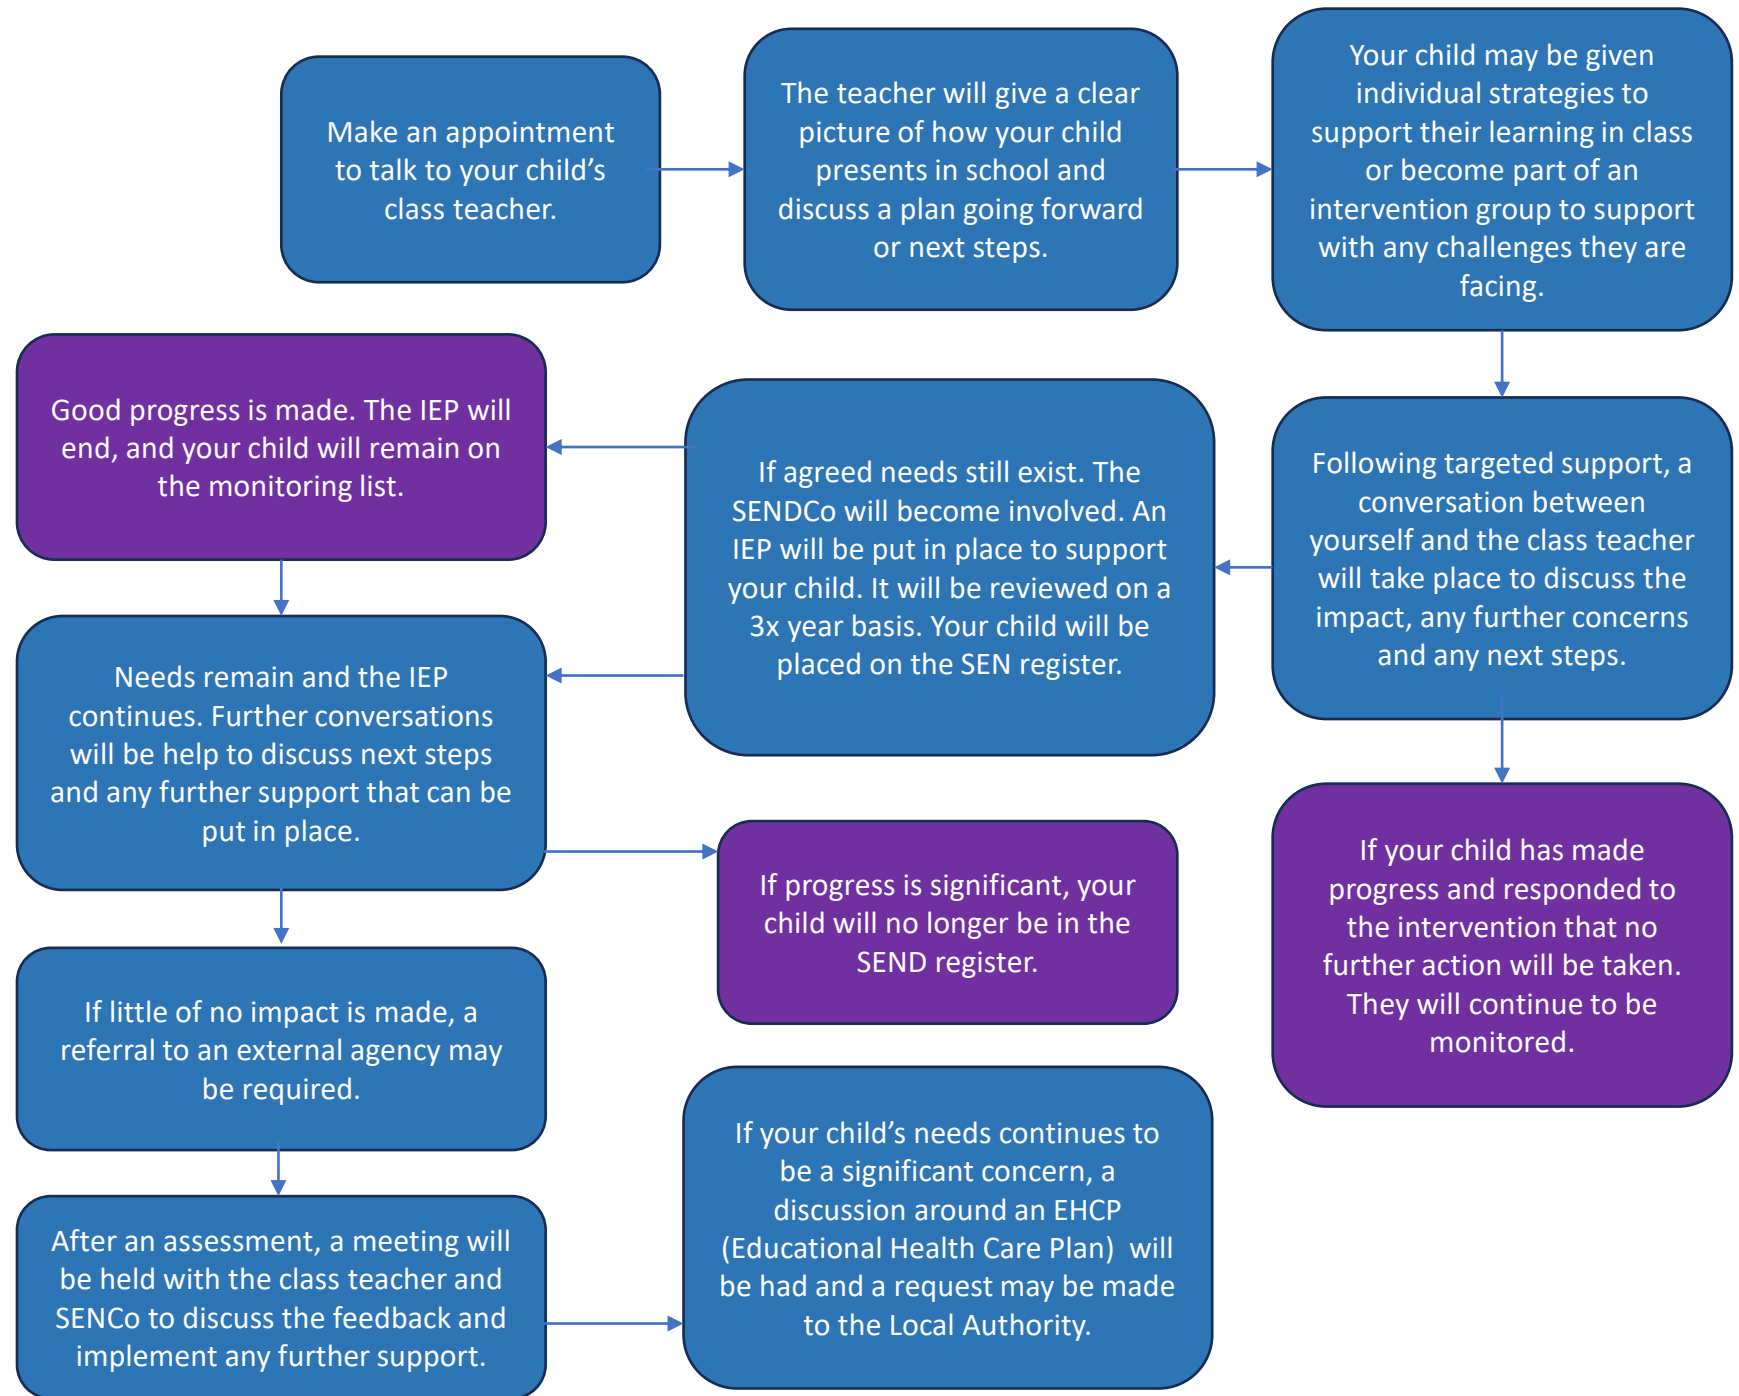 Make an appointment
to talk to your child’s
class teacher.
The teacher will give a clear
picture of how your child
presents in school and
discuss a plan going forward
or next steps.
Your child may be given
individual strategies to
support their learning in class
or become part of an
intervention group to support
with any challenges they are
facing.
Following targeted support, a
conversation between
yourself and the class teacher
will take place to discuss the
impact, any further concerns
and any next steps.
If your child has made
progress and responded to
the intervention that no
further action will be taken.
They will continue to be
monitored.
If agreed needs still exist. The
SENDCo will become involved. An
IEP will be put in place to support
your child. It will be reviewed on a
3x year basis. Your child will be
placed on the SEN register.
Good progress is made. The IEP will
end, and your child will remain on
the monitoring list.
Needs remain and the IEP
continues. Further conversations
will be help to discuss next steps
and any further support that can be
put in place.
If progress is significant, your
child will no longer be in the
SEND register.
If little of no impact is made, a
referral to an external agency may
be required.
After an assessment, a meeting will
be held with the class teacher and
SENCo to discuss the feedback and
implement any further support.
If your child’s needs continues to
be a significant concern, a
discussion around an EHCP
(Educational Health Care Plan)  will
be had and a request may be made
to the Local Authority.